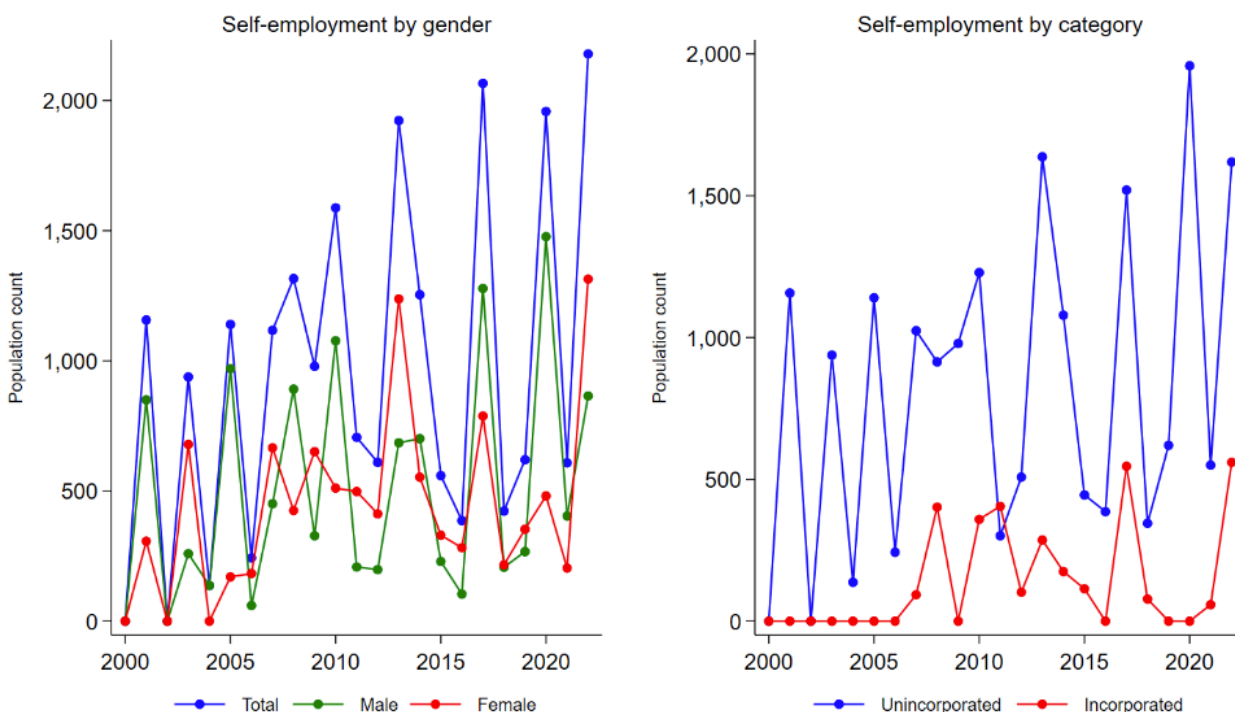 Self-employment by gender
Population count
2,000
1,500
1,000
500
0
2000 2005 2010 2015 2020
Total Male Female
Self-employment by category
Population count
2,000
1,500
1,000
500
0
2000 2005 2010 2015 2020
Unincorporated Incorporated